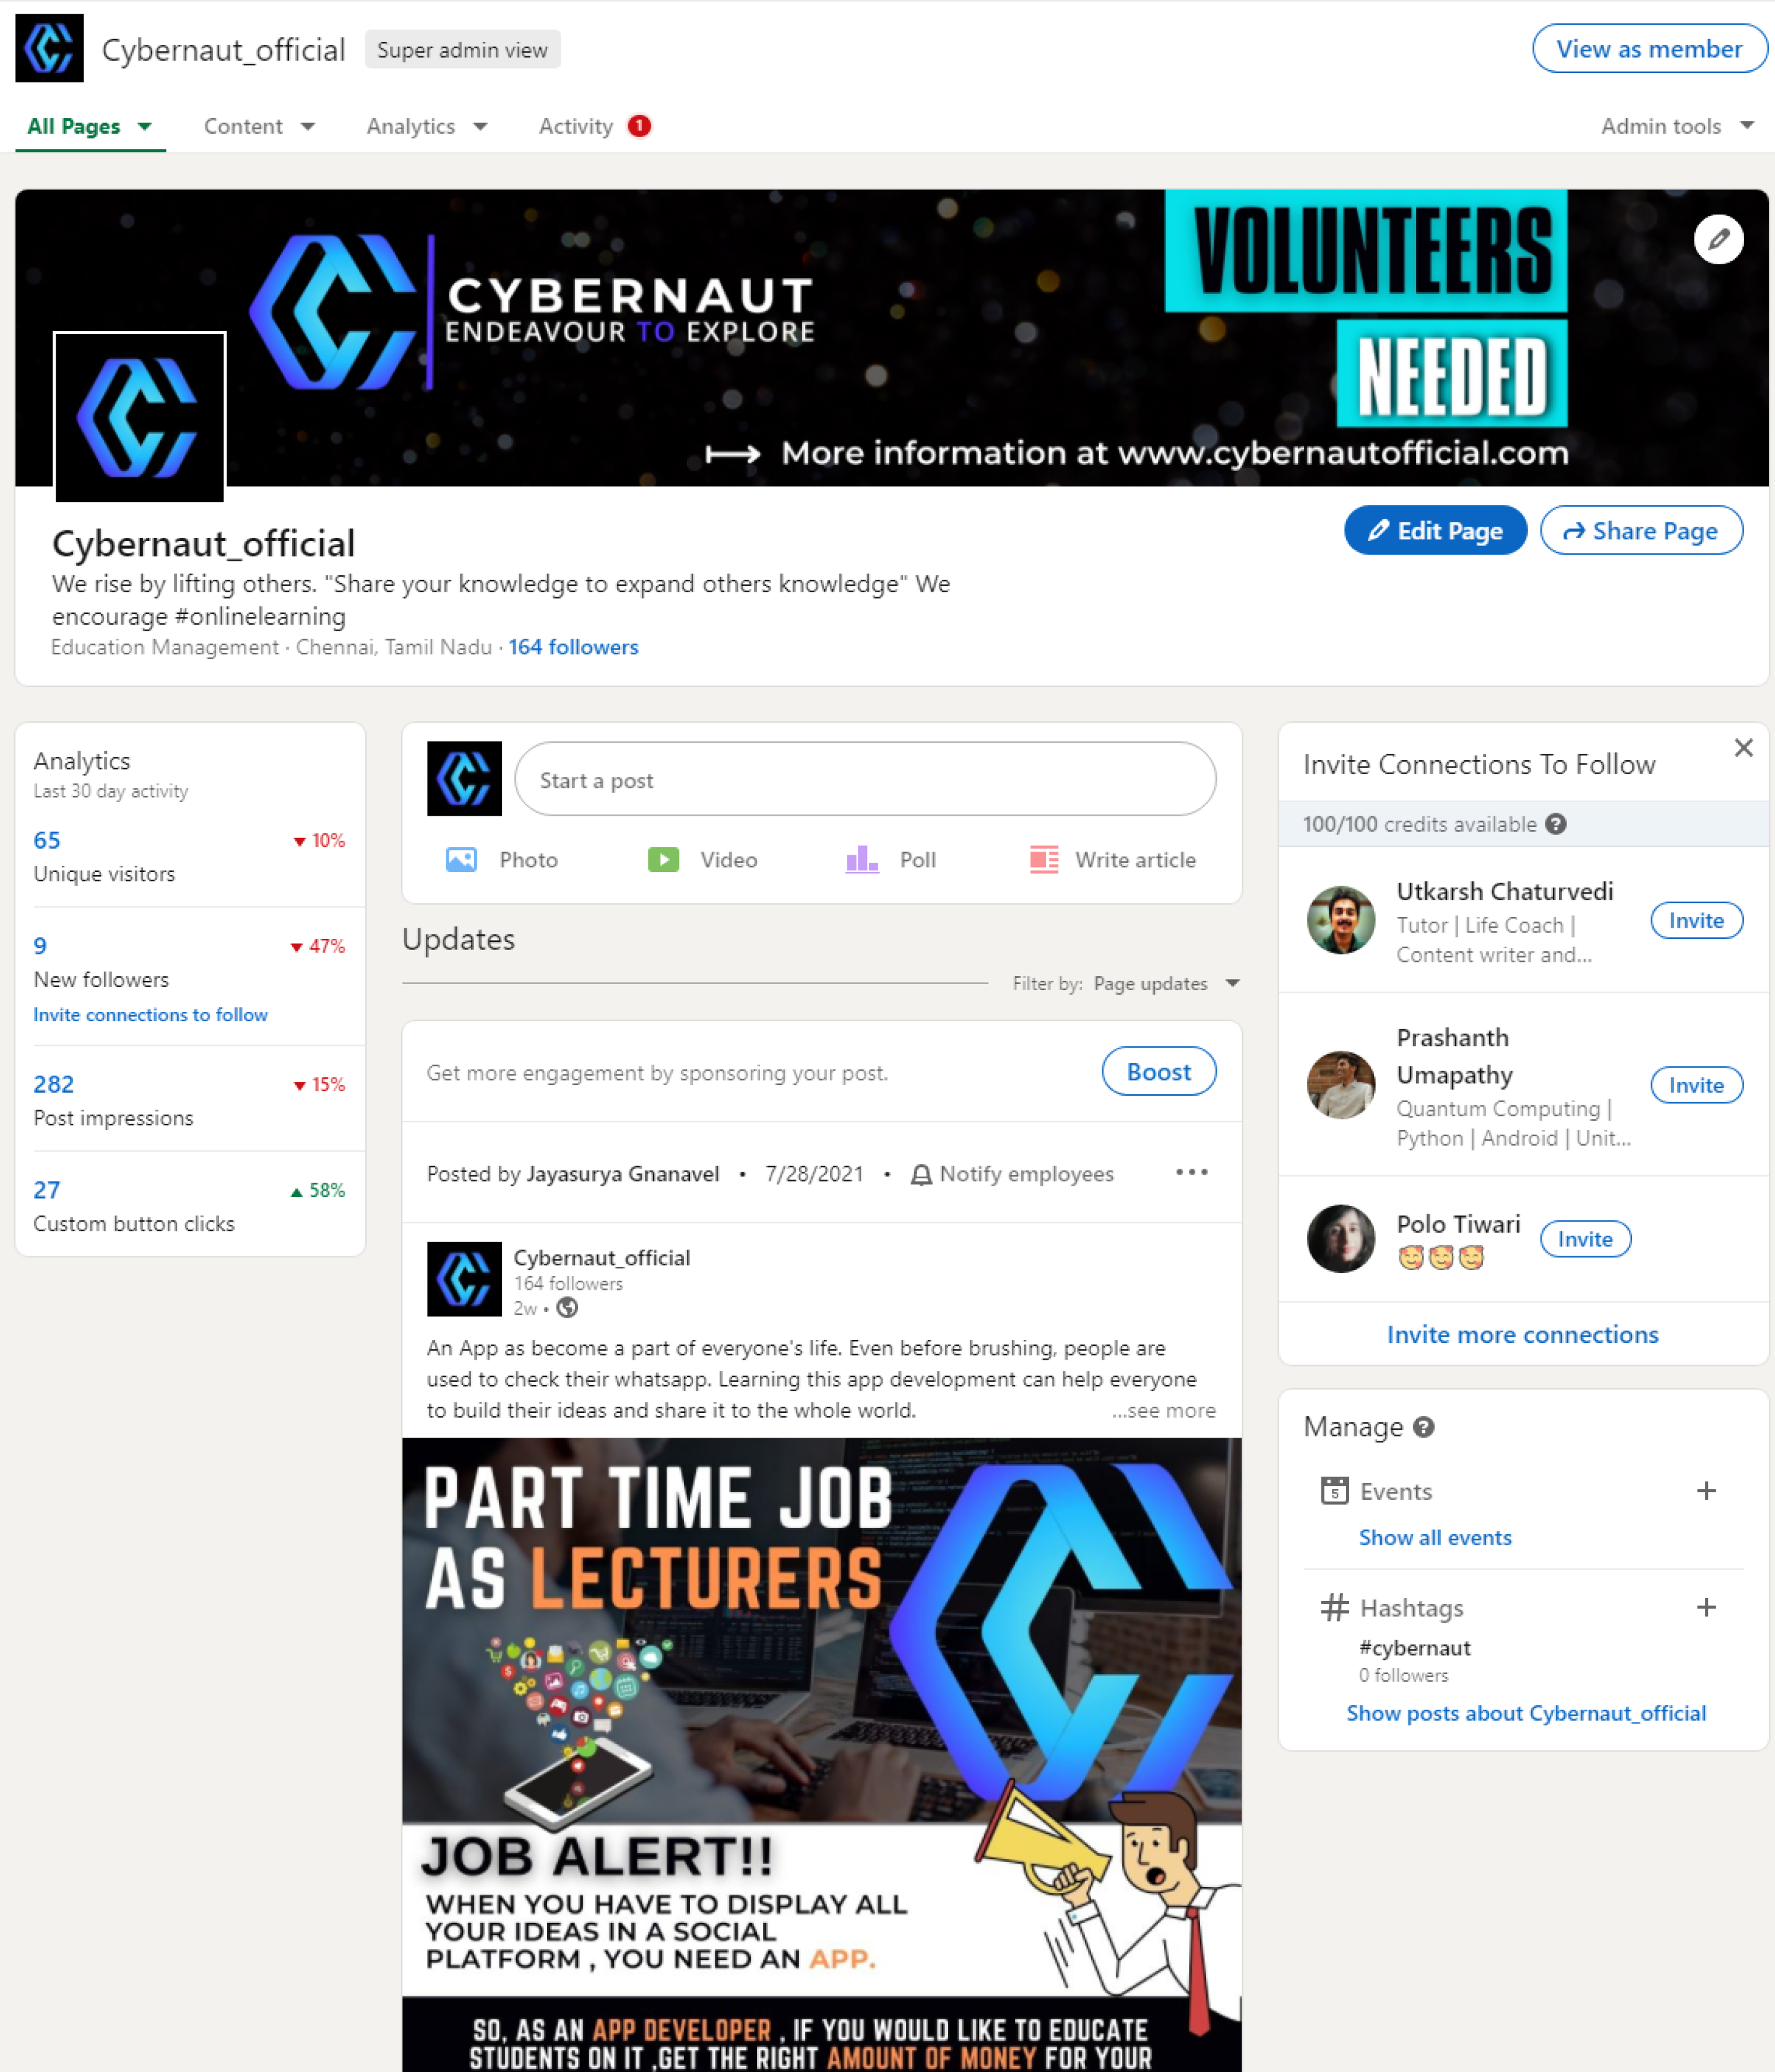 Cybernaut_official Super admin view View as member
All Pages Content Analytics Activity 1 Admin tools
VOLUNTEERS
NEEDED
CYBERNAUT
ENDEAVOUR TO EXPLORE
More information at www.cybernautofficial.com
Cybernaut_official
Edit Page Share Page
We rise by lifting others. "Share your knowledge to expand others knowledge" We
encourage #onlinelearning
Education Management · Chennai, Tamil Nadu · 164 followers
Analytics
Last 30 day activity
65 10%
Unique visitors
9 47%
New followers
Invite connections to follow
282 15%
Post impressions
27 58%
Custom button clicks
Start a post
Photo Video Poll Write article
Updates
Filter by: Page updates
Get more engagement by sponsoring your post. Boost
Posted by Jayasurya Gnanavel • 7/28/2021 • Notify employees
Cybernaut_official
164 followers
2w •
An App as become a part of everyone's life. Even before brushing, people are
used to check their whatsapp. Learning this app development can help everyone
to build their ideas and share it to the whole world. ...see more
PART TIME JOB
AS LECTURERS
JOB ALERT!!
WHEN YOU HAVE TO DISPLAY ALL
YOUR IDEAS IN A SOCIAL
PLATFORM , YOU NEED AN APP.
SO, AS AN APP DEVELOPER , IF YOU WOULD LIKE TO EDUCATE
STUDENTS ON IT ,GET THE RIGHT AMOUNT OF MONEY FOR YOUR
Invite Connections To Follow
100/100 credits available
Utkarsh Chaturvedi
Tutor | Life Coach |
Content writer and...
Invite
Prashanth
Umapathy
Quantum Computing |
Python | Android | Unit...
Invite
Polo Tiwari
🥰🥰🥰
Invite
Invite more connections
Manage
5 Events
Show all events
Hashtags
#cybernaut
0 followers
Show posts about Cybernaut_official